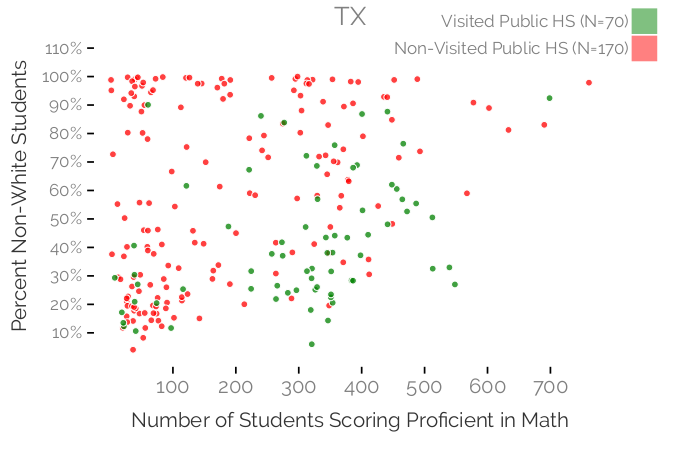 TX
Visited Public HS (N=70)
Non-Visited Public HS (N=170)
110%
100%
90%
80%
70%
60%
50%
40%
30%
20%
10%
Percent Non-White Students
100 200 300 400 500 600 700
Number of Students Scoring Proficient in Math